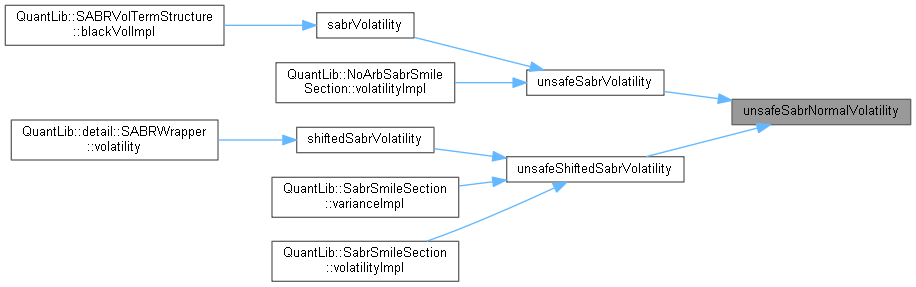 QuantLib::SABRVolTermStructure
::blackVolImpl
sabrVolatility
QuantLib::NoArbSabrSmile
Section::volatilityImpl
unsafeSabrVolatility
unsafeSabrNormalVolatility
QuantLib::detail::SABRWrapper
::volatility
shiftedSabrVolatility
unsafeShiftedSabrVolatility
QuantLib::SabrSmileSection
::varianceImpl
QuantLib::SabrSmileSection
::volatilityImpl